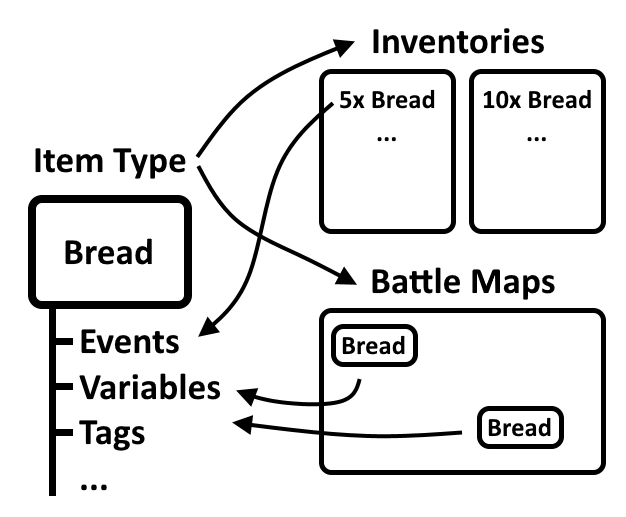 Inventories
5x Bread
...
10x Bread
...
Item Type
Bread
Events
Variables
Tags
...
Battle Maps
Bread
Bread